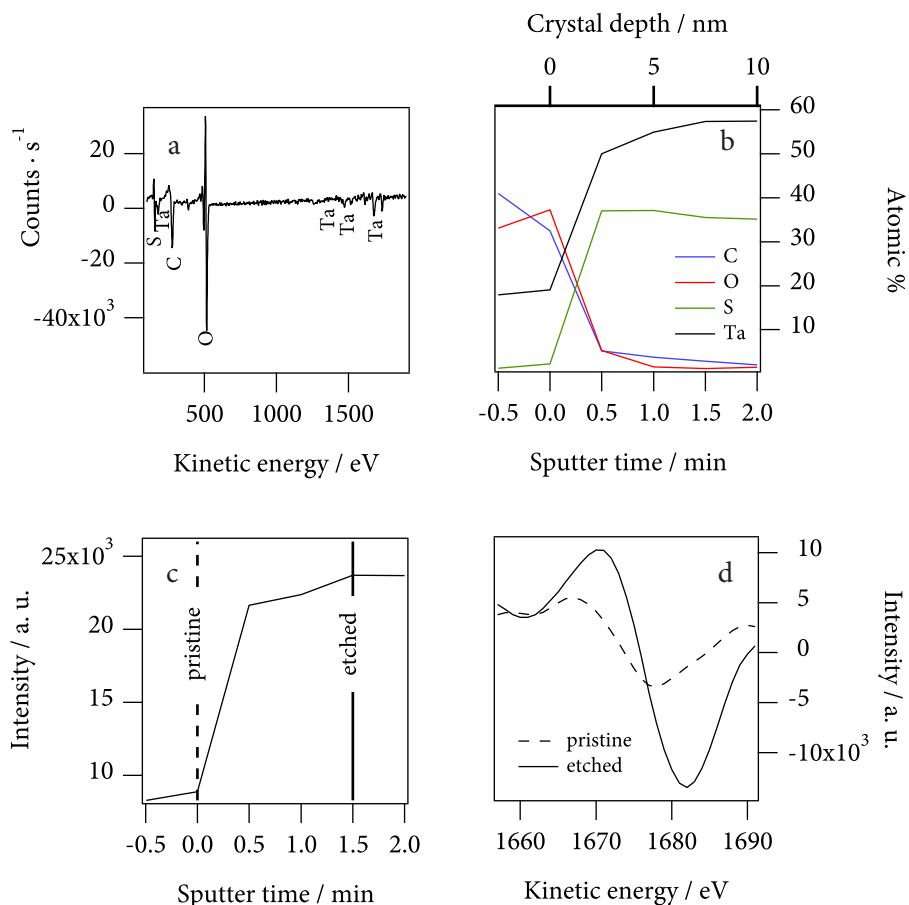 a
Counts · s⁻¹
20
0
-20
-40x10³
S
Ta
C
O
Ta
Ta
Ta
500
1000
1500
Kinetic energy / eV
Crystal depth / nm
0
5
10
b
60
50
40
30
20
10
Atomic %
C
O
S
Ta
-0.5
0.0
0.5
1.0
1.5
2.0
Sputter time / min
c
Intensity / a. u.
25x10³
20
15
10
pristine
etched
-0.5
0.0
0.5
1.0
1.5
2.0
Sputter time / min
d
10
5
0
-5
-10x10³
Intensity / a. u.
pristine
etched
1660
1670
1680
1690
Kinetic energy / eV